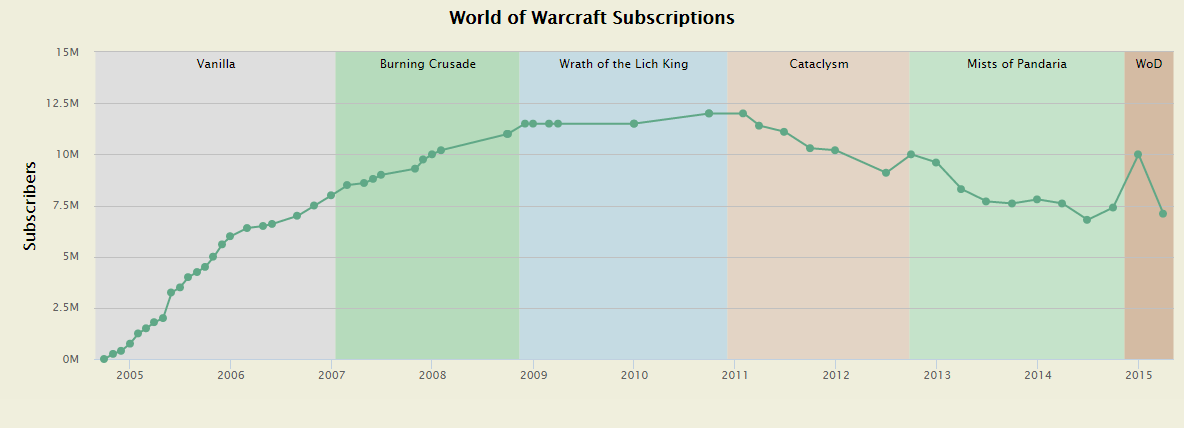 World of Warcraft Subscriptions
15M
12.5M
10M
7.5M
5M
2.5M
0M
Subscribers
Vanilla
Burning Crusade
Wrath of the Lich King
Cataclysm
Mists of Pandaria
WoD
2005
2006
2007
2008
2009
2010
2011
2012
2013
2014
2015